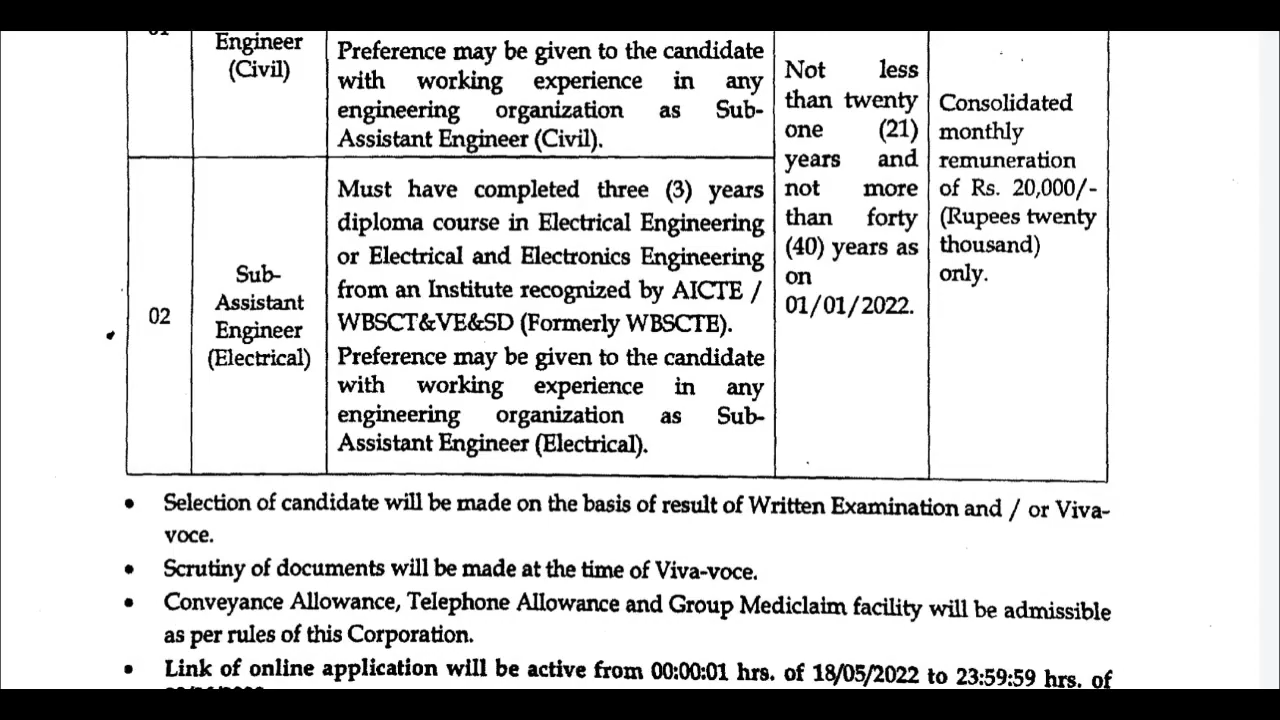 Engineer
(Civil)
Preference may be given to the candidate
with working experience in any
engineering organization as Sub-
Assistant Engineer (Civil).
02
Sub-
Assistant
Engineer
(Electrical)
Must have completed three (3) years
diploma course in Electrical Engineering
or Electrical and Electronics Engineering
from an Institute recognized by AICTE /
WBSCT&VE&SD (Formerly WBSCTE).
Preference may be given to the candidate
with working experience in any
engineering organization as Sub-
Assistant Engineer (Electrical).
Not less
than twenty
one (21)
years and
not more
than forty
(40) years as
on
01/01/2022.
Consolidated
monthly
remuneration
of Rs. 20,000/-
(Rupees twenty
thousand)
only.
• Selection of candidate will be made on the basis of result of Written Examination and / or Viva-
voce.
• Scrutiny of documents will be made at the time of Viva-voce.
• Conveyance Allowance, Telephone Allowance and Group Mediclaim facility will be admissible
as per rules of this Corporation.
• Link of online application will be active from 00:00:01 hrs. of 18/05/2022 to 23:59:59 hrs. of